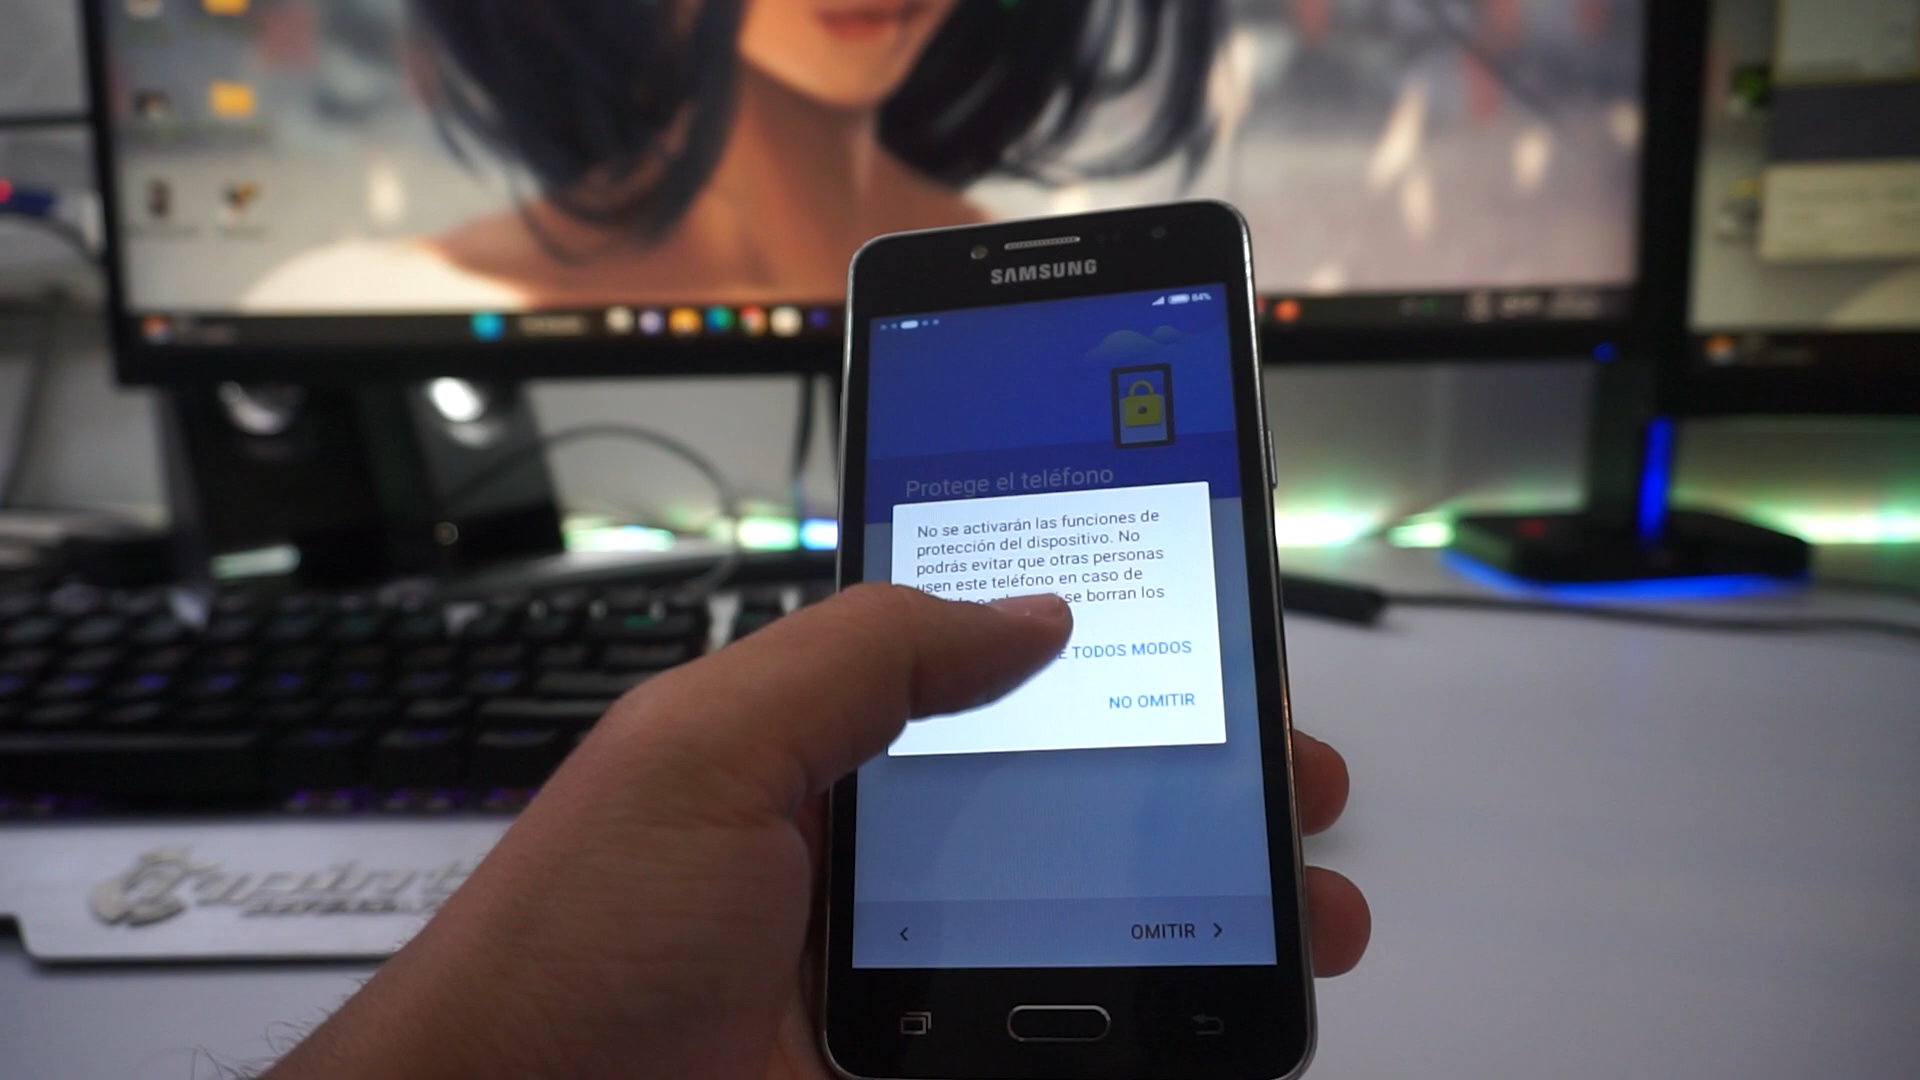 SAMSUNG
84%
Protege el teléfono
No se activarán las funciones de
protección del dispositivo. No
podrás evitar que otras personas
usen este teléfono en caso de
se borran los
TODOS MODOS
NO OMITIR
OMITIR